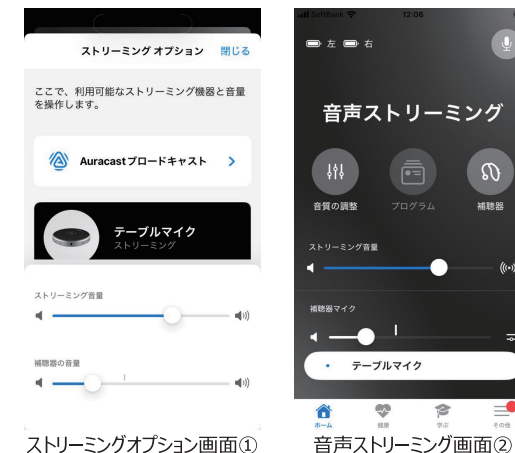 ストリーミング オプション 閉じる
ここで、利用可能なストリーミング機器と音量
を操作します。
Auracastブロードキャスト
テーブルマイク
ストリーミング
ストリーミング音量
補聴器の音量
ストリーミングオプション画面①
SoftBank 12:06
左 右
音声ストリーミング
音質の調整 プログラム 補聴器
ストリーミング音量
補聴器マイク
テーブルマイク
ホーム 健康 学ぶ その他
音声ストリーミング画面②